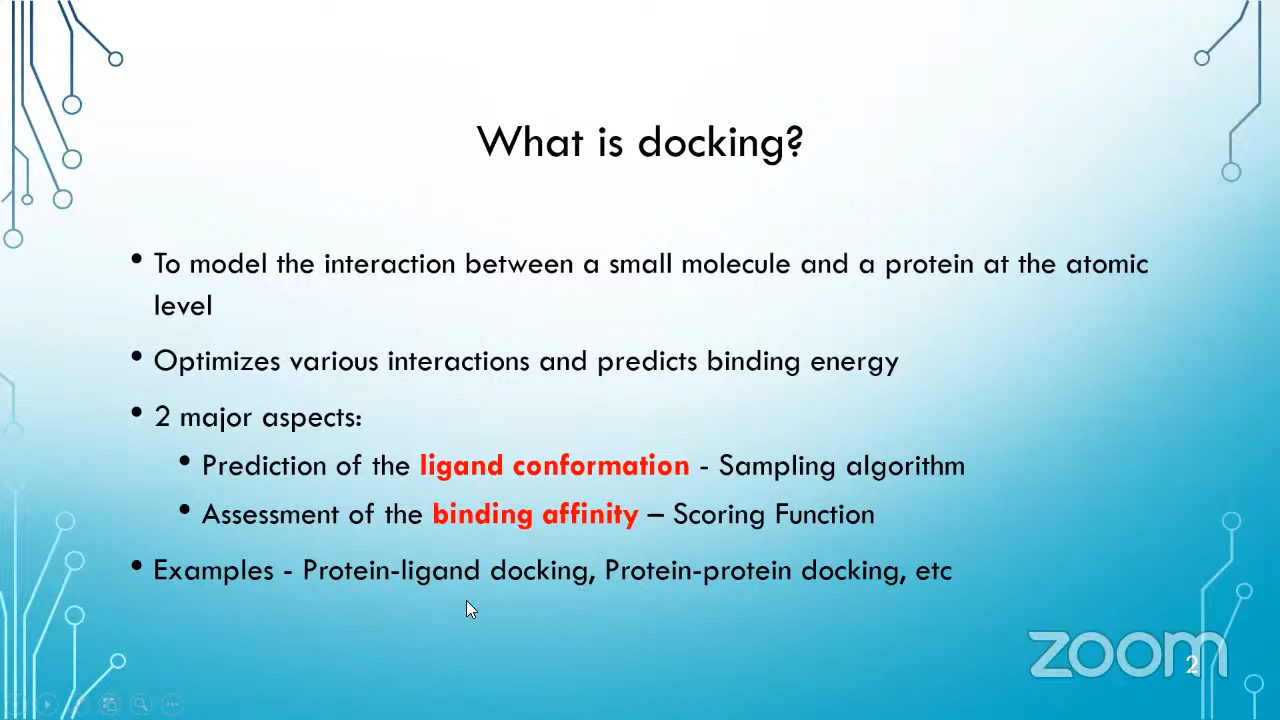 What is docking?
• To model the interaction between a small molecule and a protein at the atomic
level
• Optimizes various interactions and predicts binding energy
• 2 major aspects:
• Prediction of the ligand conformation - Sampling algorithm
• Assessment of the binding affinity – Scoring Function
• Examples - Protein-ligand docking, Protein-protein docking, etc
zoom
2